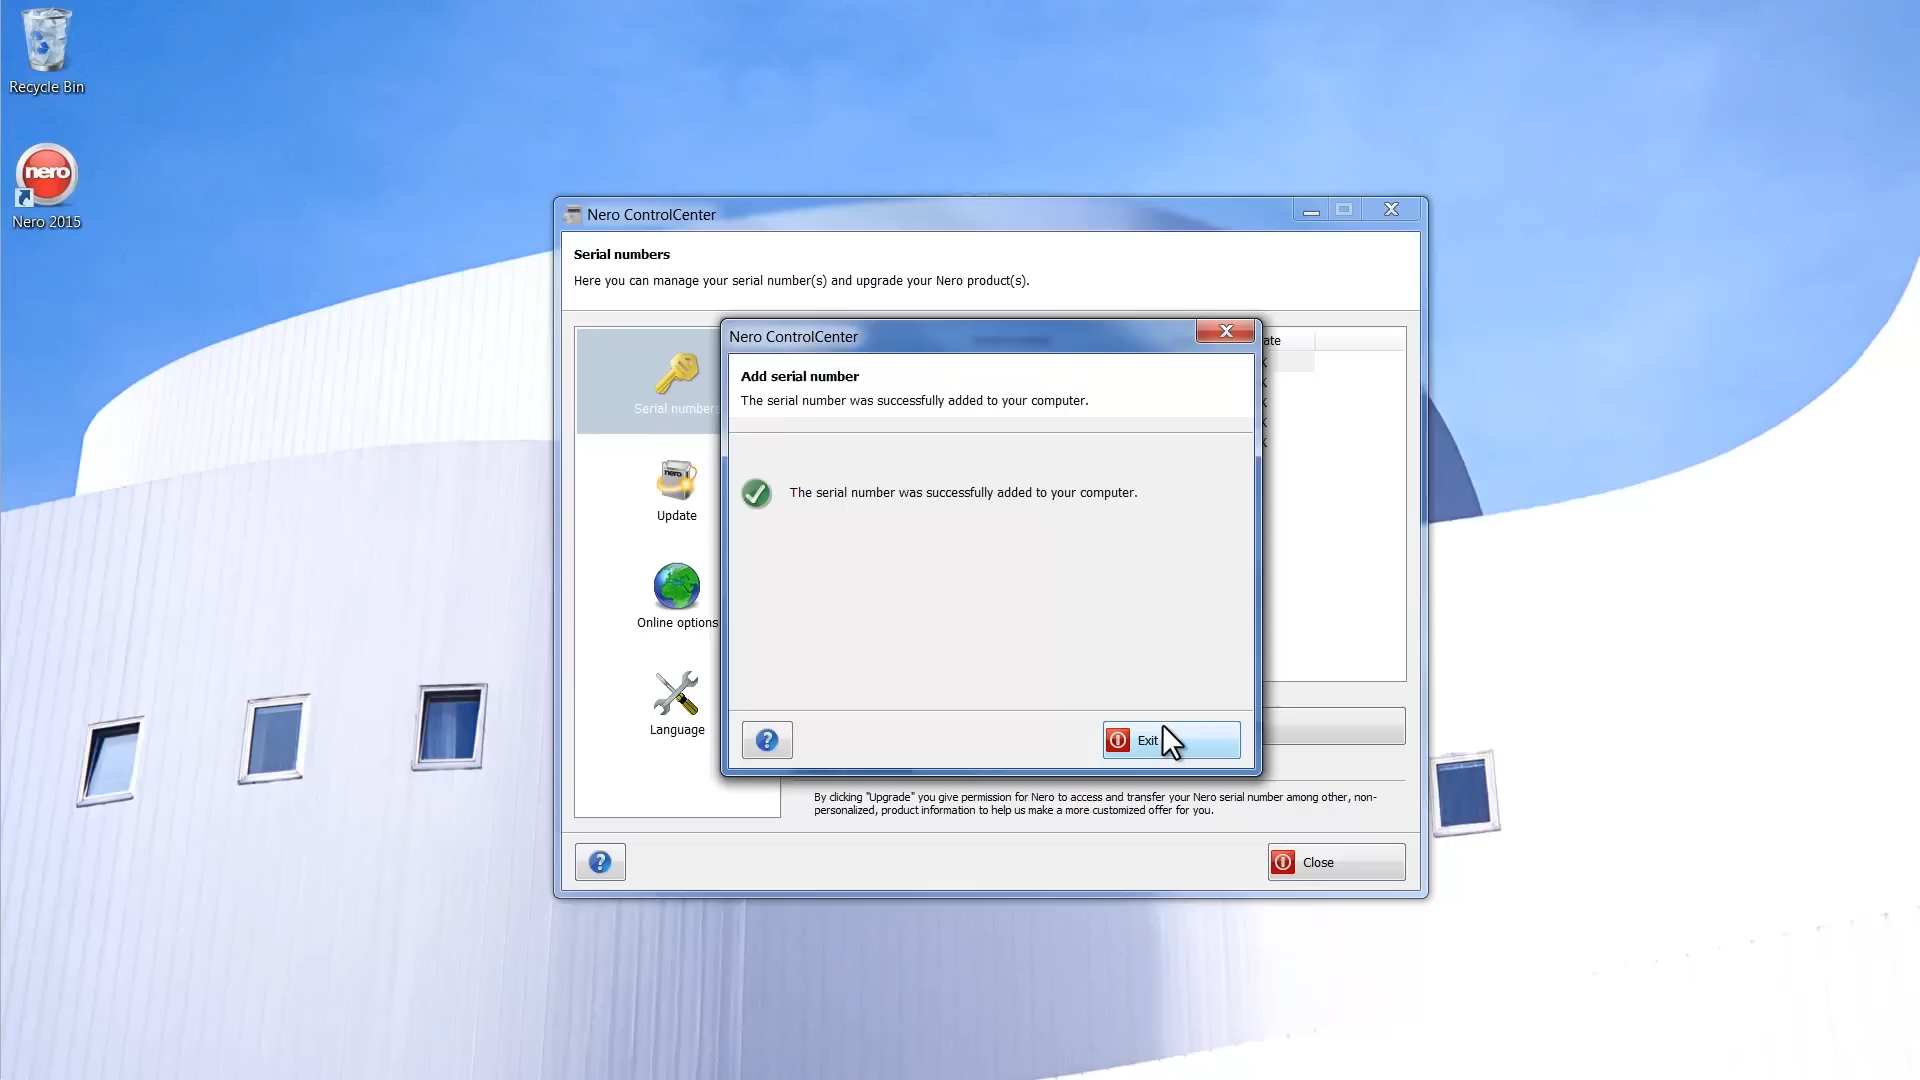 Recycle Bin
nero
Nero 2015
Nero ControlCenter
Serial numbers
Here you can manage your serial number(s) and upgrade your Nero product(s).
Serial numbers
nero
Update
Online options
Language
Nero ControlCenter
Add serial number
The serial number was successfully added to your computer.
The serial number was successfully added to your computer.
Exit
By clicking "Upgrade" you give permission for Nero to access and transfer your Nero serial number among other, non-
personalized, product information to help us make a more customized offer for you.
Close